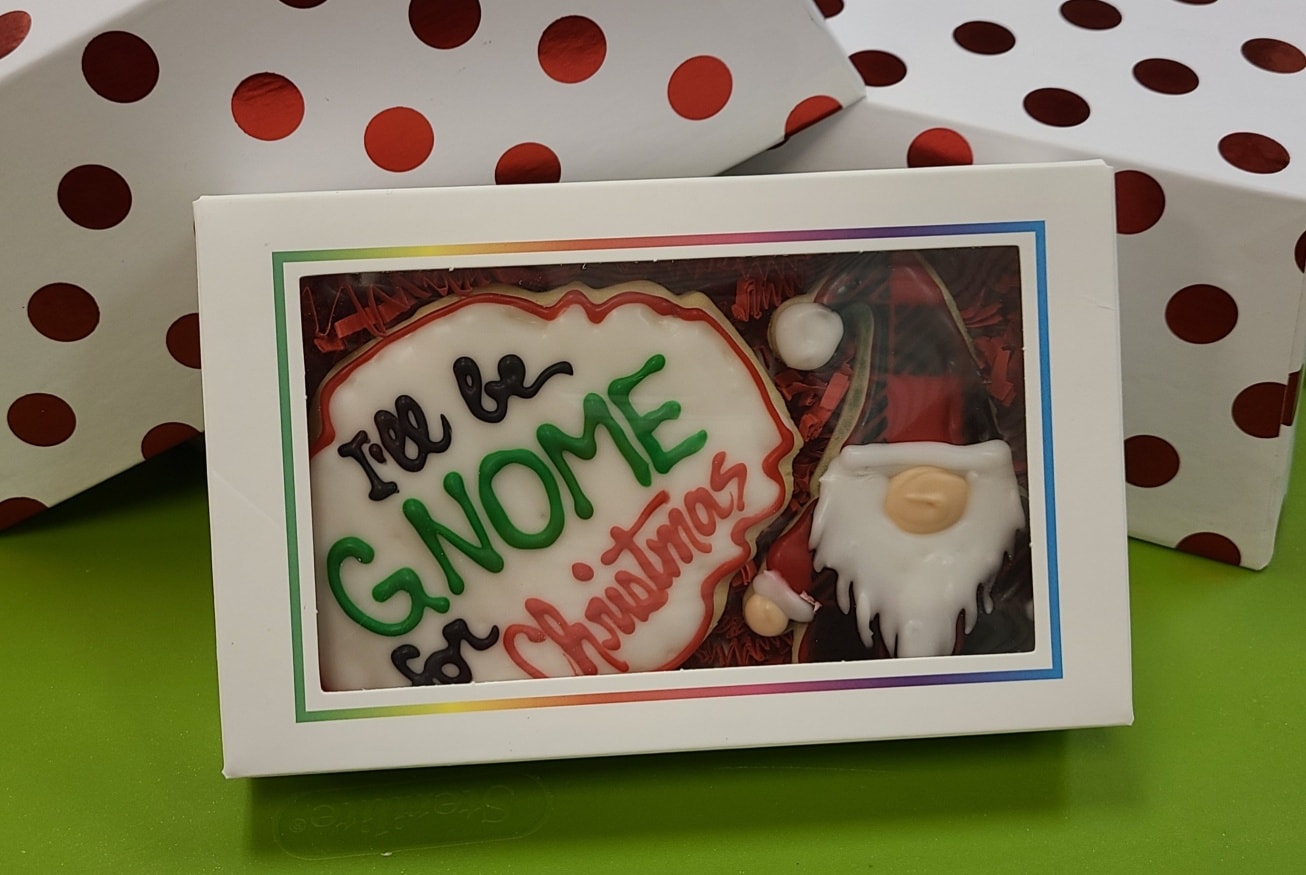 I'll be
GNOME
for Christmas